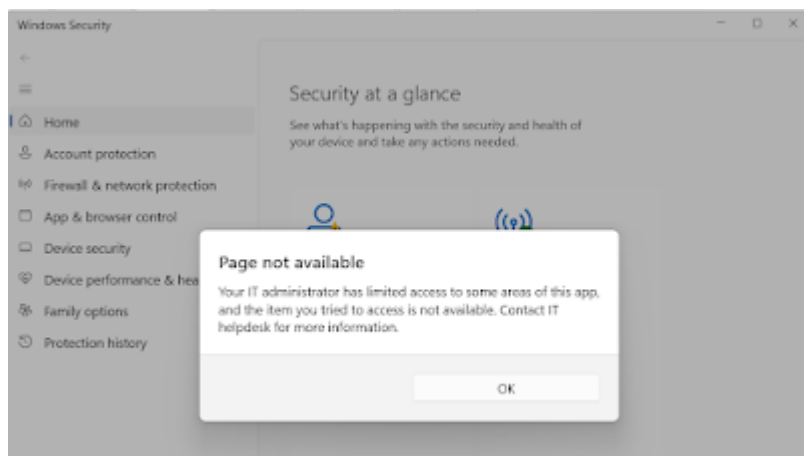 Windows Security
Home
Account protection
Firewall & network protection
App & browser control
Device security
Device performance & hea
Family options
Protection history
Security at a glance
See what's happening with the security and health of
your device and take any actions needed.
Page not available
Your IT administrator has limited access to some areas of this app,
and the item you tried to access is not available. Contact IT
helpdesk for more information.
OK